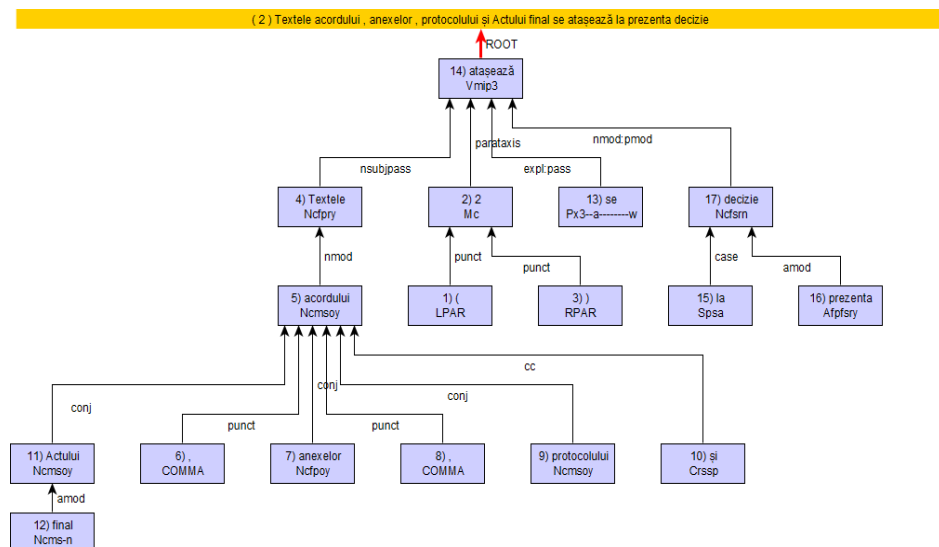 ( 2 ) Textele acordului , anexelor , protocolului și Actului final se atașează la prezenta decizie
ROOT
14) atașează
Vmip3
nsubjpass
parataxis
expl:pass
nmod:pmod
4) Textele
Ncfpry
2) 2
Mc
13) se
Px3--a--------w
17) decizie
Ncfsrn
nmod
punct
punct
case
amod
5) acordului
Ncmsoy
1) (
LPAR
3) )
RPAR
15) la
Spsa
16) prezenta
Afpfsry
conj
punct
conj
punct
conj
cc
11) Actului
Ncmsoy
6) ,
COMMA
7) anexelor
Ncfpoy
8) ,
COMMA
9) protocolului
Ncmsoy
10) și
Crssp
amod
12) final
Ncms-n